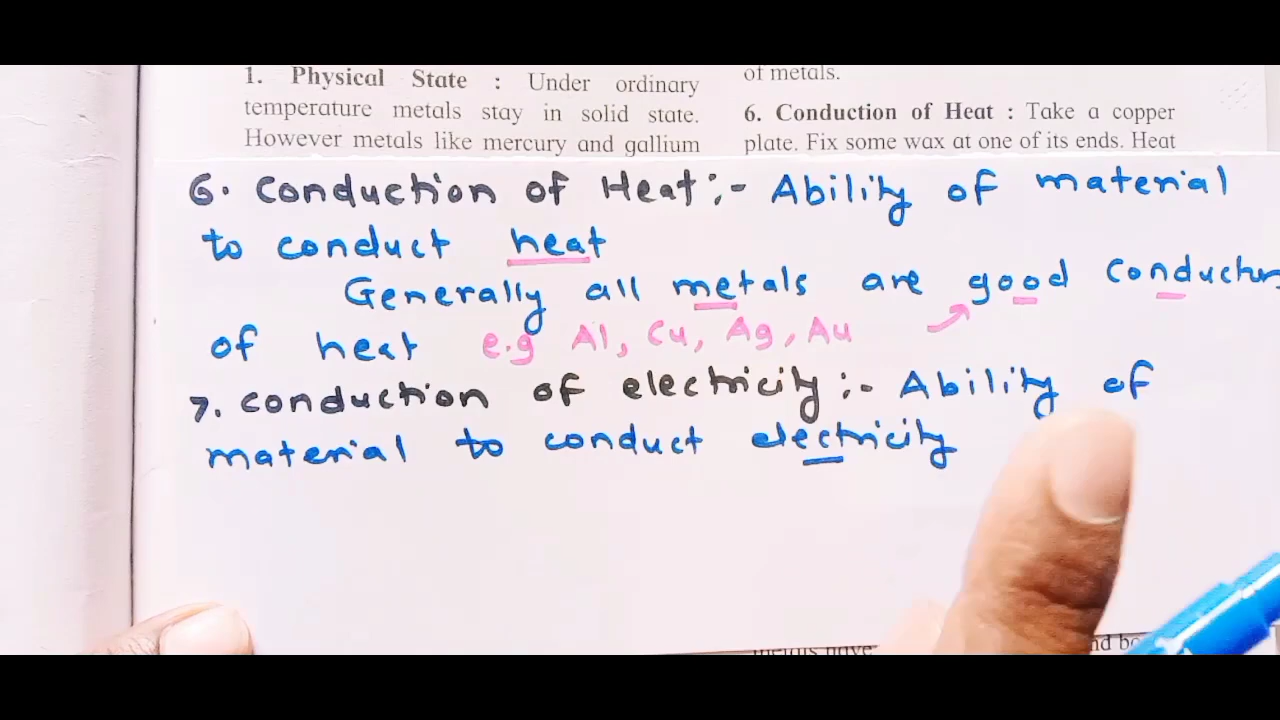 1. Physical State : Under ordinary
temperature metals stay in solid state.
However metals like mercury and gallium
of metals.
6. Conduction of Heat : Take a copper
plate. Fix some wax at one of its ends. Heat
6. Conduction of Heat :- Ability of material
to conduct heat
Generally all metals are good conductors
of heat e.g Al, Cu, Ag, Au
7. conduction of electricity :- Ability of
material to conduct electricity